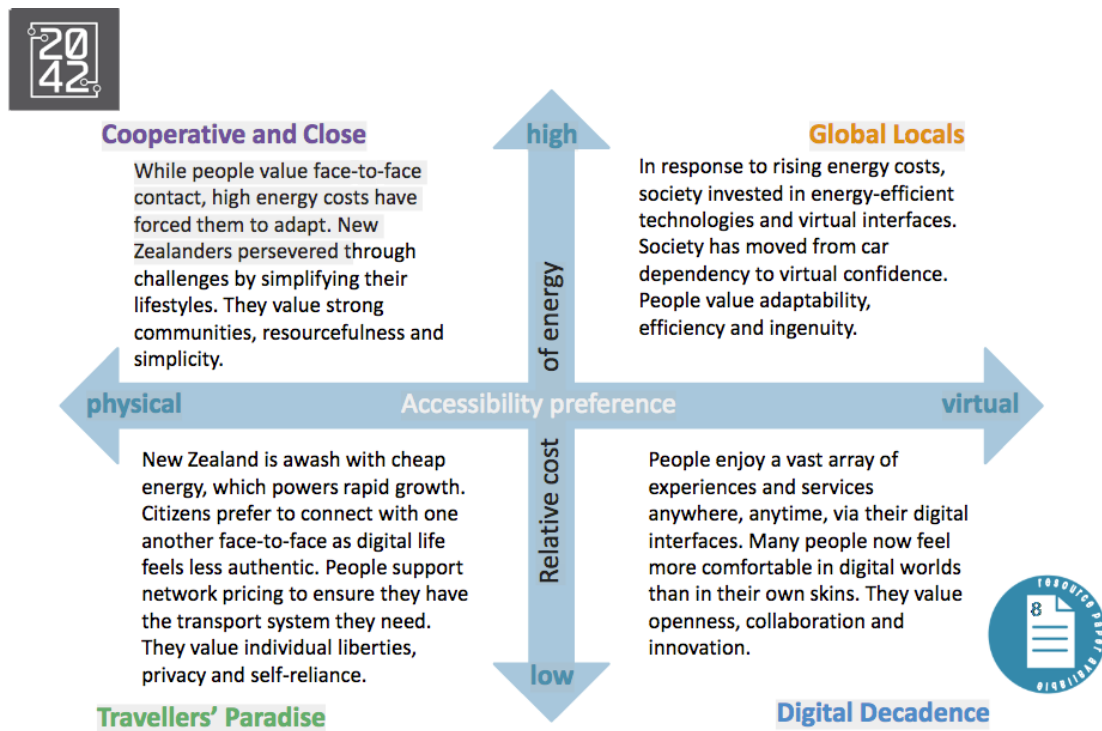 20
42
Cooperative and Close
While people value face-to-face
contact, high energy costs have
forced them to adapt. New
Zealanders persevered through
challenges by simplifying their
lifestyles. They value strong
communities, resourcefulness and
simplicity.
high
Global Locals
In response to rising energy costs,
society invested in energy-efficient
technologies and virtual interfaces.
Society has moved from car
dependency to virtual confidence.
People value adaptability,
efficiency and ingenuity.
physical
Accessibility preference
virtual
Relative cost of energy
New Zealand is awash with cheap
energy, which powers rapid growth.
Citizens prefer to connect with one
another face-to-face as digital life
feels less authentic. People support
network pricing to ensure they have
the transport system they need.
They value individual liberties,
privacy and self-reliance.
Travellers’ Paradise
low
People enjoy a vast array of
experiences and services
anywhere, anytime, via their digital
interfaces. Many people now feel
more comfortable in digital worlds
than in their own skins. They value
openness, collaboration and
innovation.
Digital Decadence
resource paper available
8